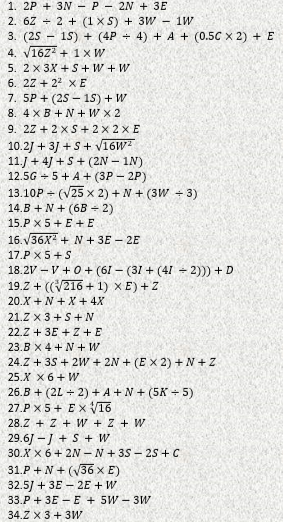 1. 2P + 3N − P − 2N + 3E
2. 6Z ÷ 2 + (1 × S) + 3W − 1W
3. (2S − 1S) + (4P ÷ 4) + A + (0.5C × 2) + E
4. √16Z² + 1 × W
5. 2 × 3X + S + W + W
6. 2Z + 2² × E
7. 5P + (2S − 1S) + W
8. 4 × B + N + W × 2
9. 2Z + 2 × S + 2 × 2 × E
10. 2J + 3J + S + √16W²
11. J + 4J + S + (2N − 1N)
12. 5G ÷ 5 + A + (3P − 2P)
13. 10P ÷ (√25 × 2) + N + (3W ÷ 3)
14. B + N + (6B ÷ 2)
15. P × 5 + E + E
16. √36X² + N + 3E − 2E
17. P × 5 + S
18. 2V − V + O + (6I − (3I + (4I ÷ 2))) + D
19. Z + ((∛216 + 1) × E) + Z
20. X + N + X + 4X
21. Z × 3 + S + N
22. Z + 3E + Z + E
23. B × 4 + N + W
24. Z + 3S + 2W + 2N + (E × 2) + N + Z
25. X × 6 + W
26. B + (2L ÷ 2) + A + N + (5K ÷ 5)
27. P × 5 + E × ∜16
28. Z + Z + W + Z + W
29. 6J − J + S + W
30. X × 6 + 2N − N + 3S − 2S + C
31. P + N + (√36 × E)
32. 5J + 3E − 2E + W
33. P + 3E − E + 5W − 3W
34. Z × 3 + 3W